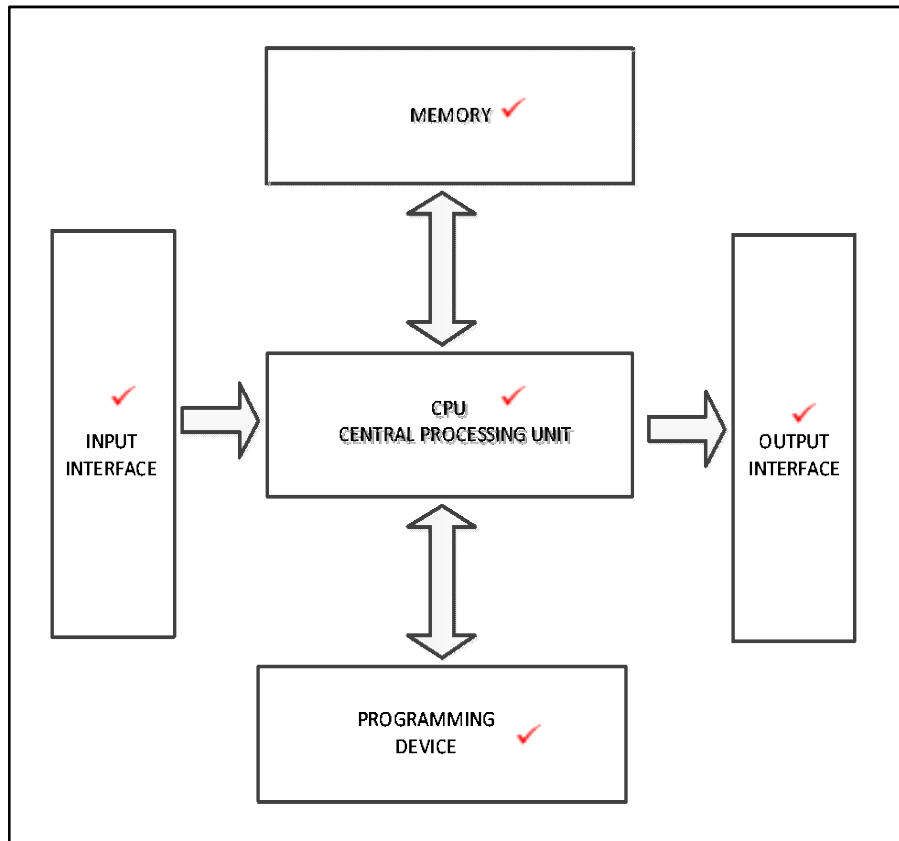 MEMORY
CPU
CENTRAL PROCESSING UNIT
INPUT
INTERFACE
OUTPUT
INTERFACE
PROGRAMMING
DEVICE